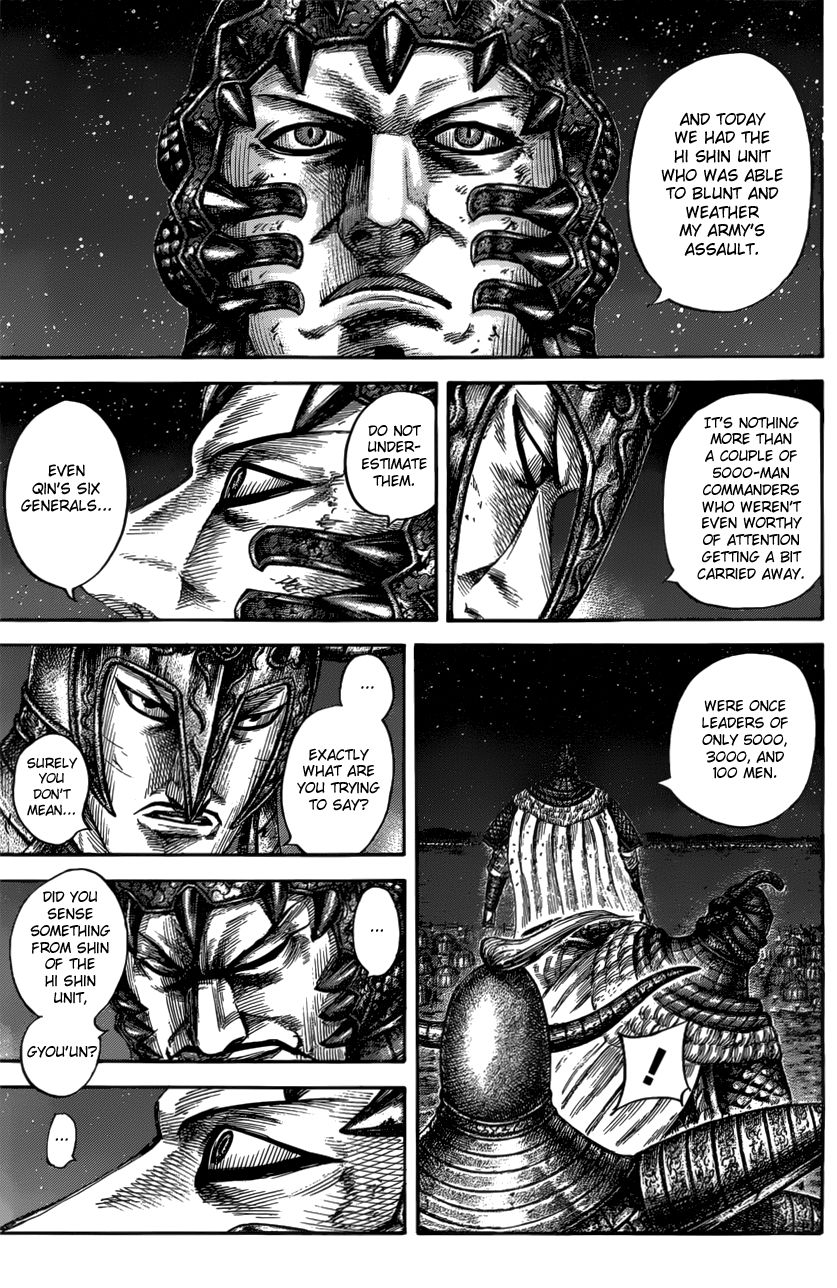 AND TODAY
WE HAD THE
HI SHIN UNIT
WHO WAS ABLE
TO BLUNT AND
WEATHER
MY ARMY'S
ASSAULT.
IT'S NOTHING
MORE THAN
A COUPLE OF
5000-MAN
COMMANDERS
WHO WEREN'T
EVEN WORTHY
OF ATTENTION
GETTING A BIT
CARRIED AWAY.
DO NOT
UNDER-
ESTIMATE
THEM.
EVEN
QIN'S SIX
GENERALS...
WERE ONCE
LEADERS OF
ONLY 5000,
3000, AND
100 MEN.
!
...
EXACTLY
WHAT ARE
YOU TRYING
TO SAY?
SURELY
YOU
DON'T
MEAN...
...
DID YOU
SENSE
SOMETHING
FROM SHIN
OF THE
HI SHIN
UNIT,
GYOU'UN?
...